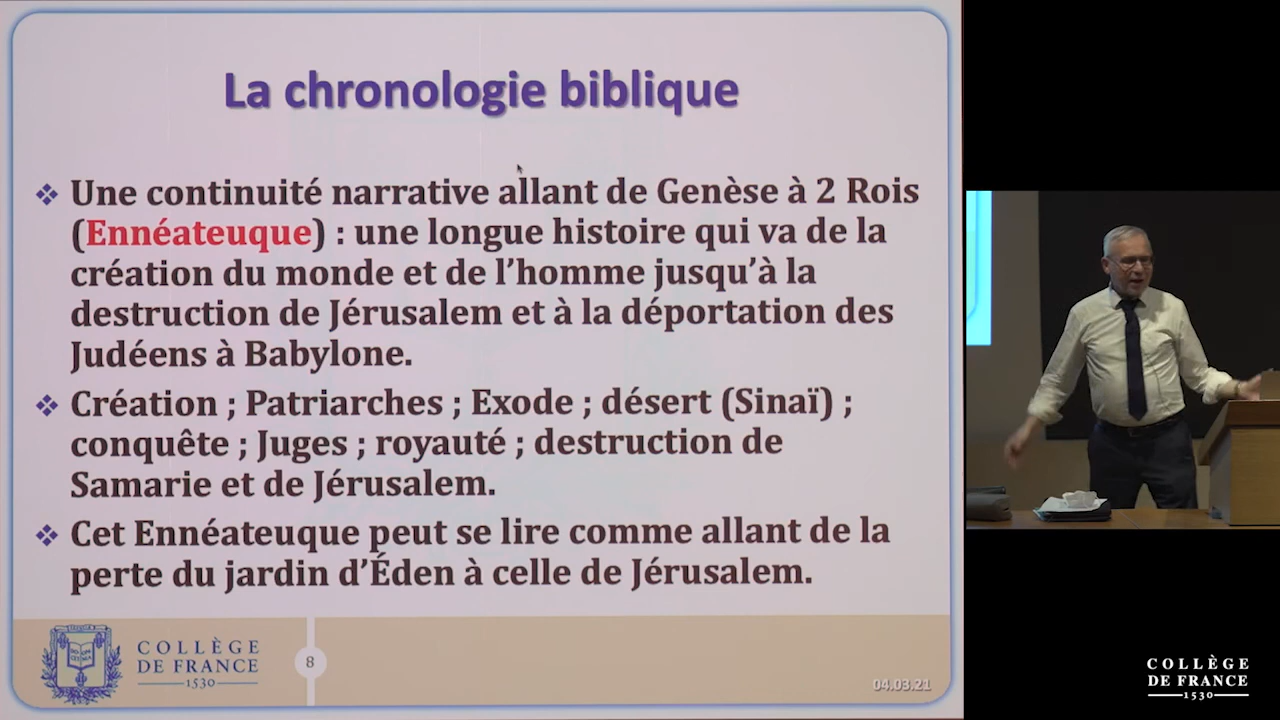 La chronologie biblique
Une continuité narrative allant de Genèse à 2 Rois
(Ennéateuque) : une longue histoire qui va de la
création du monde et de l’homme jusqu’à la
destruction de Jérusalem et à la déportation des
Judéens à Babylone.
Création ; Patriarches ; Exode ; désert (Sinaï) ;
conquête ; Juges ; royauté ; destruction de
Samarie et de Jérusalem.
Cet Ennéateuque peut se lire comme allant de la
perte du jardin d’Éden à celle de Jérusalem.
COLLÈGE
DE FRANCE
1530
8
04.03.21
COLLÈGE
DE FRANCE
1530